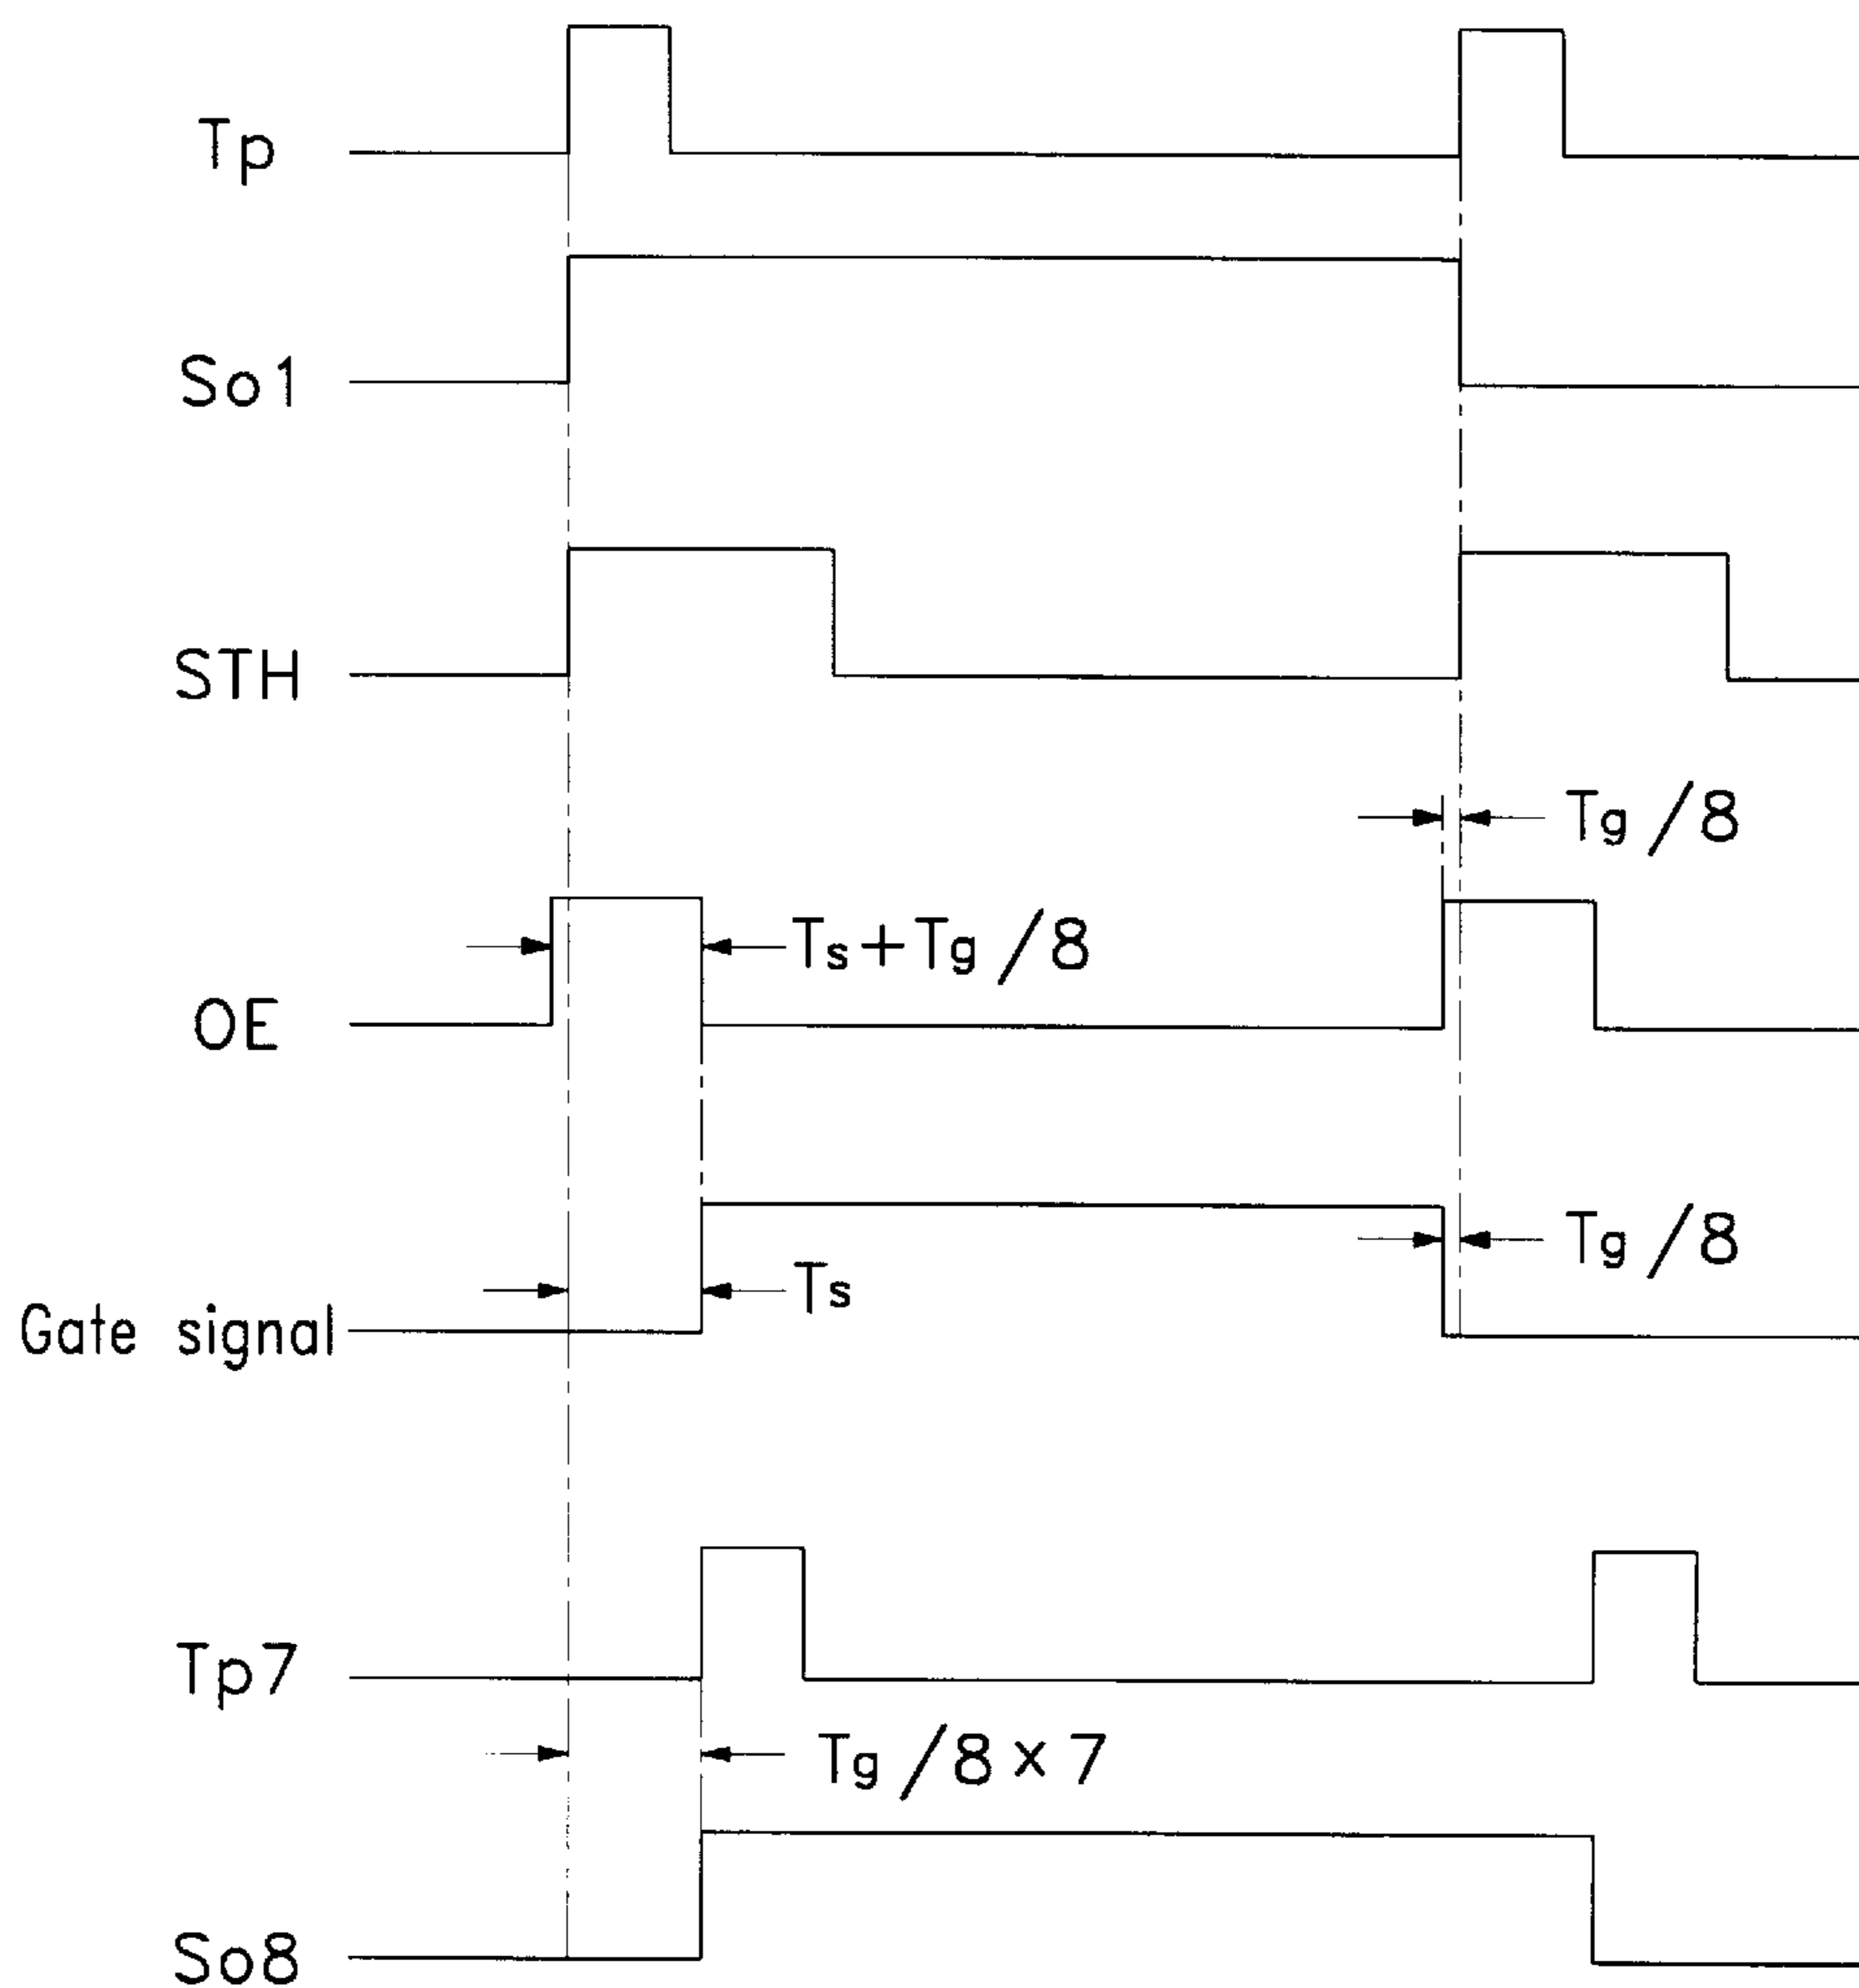 Tp
So1
STH
Tg/8
Ts+Tg/8
OE
Tg/8
Ts
Gate signal
Tp7
Tg/8×7
So8